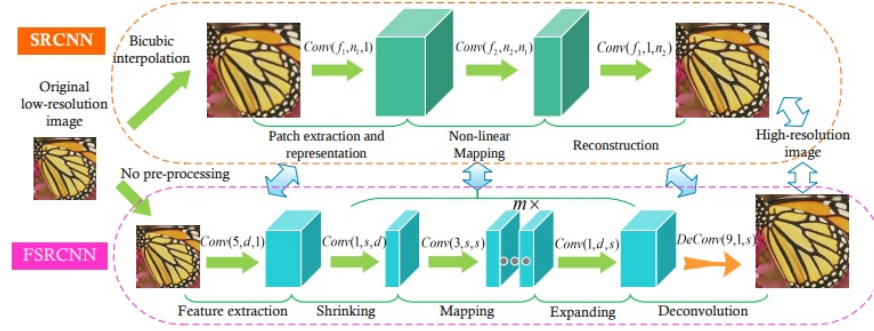 SRCNN
Bicubic
interpolation
Conv(f₁,n₁,1)
Conv(f₂,n₂,n₁)
Conv(f₃,1,n₂)
Original
low-resolution
image
Patch extraction and
representation
Non-linear
Mapping
Reconstruction
High-resolution
image
No pre-processing
m×
FSRCNN
Conv(5,d,1)
Conv(1,s,d)
Conv(3,s,s)
Conv(1,d,s)
DeConv(9,1,s)
Feature extraction
Shrinking
Mapping
Expanding
Deconvolution